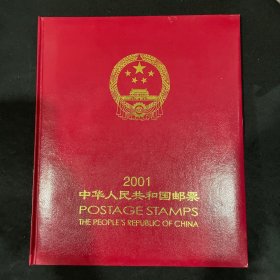 2001
中华人民共和国邮票
POSTAGE STAMPS
THE PEOPLE'S REPUBLIC OF CHINA